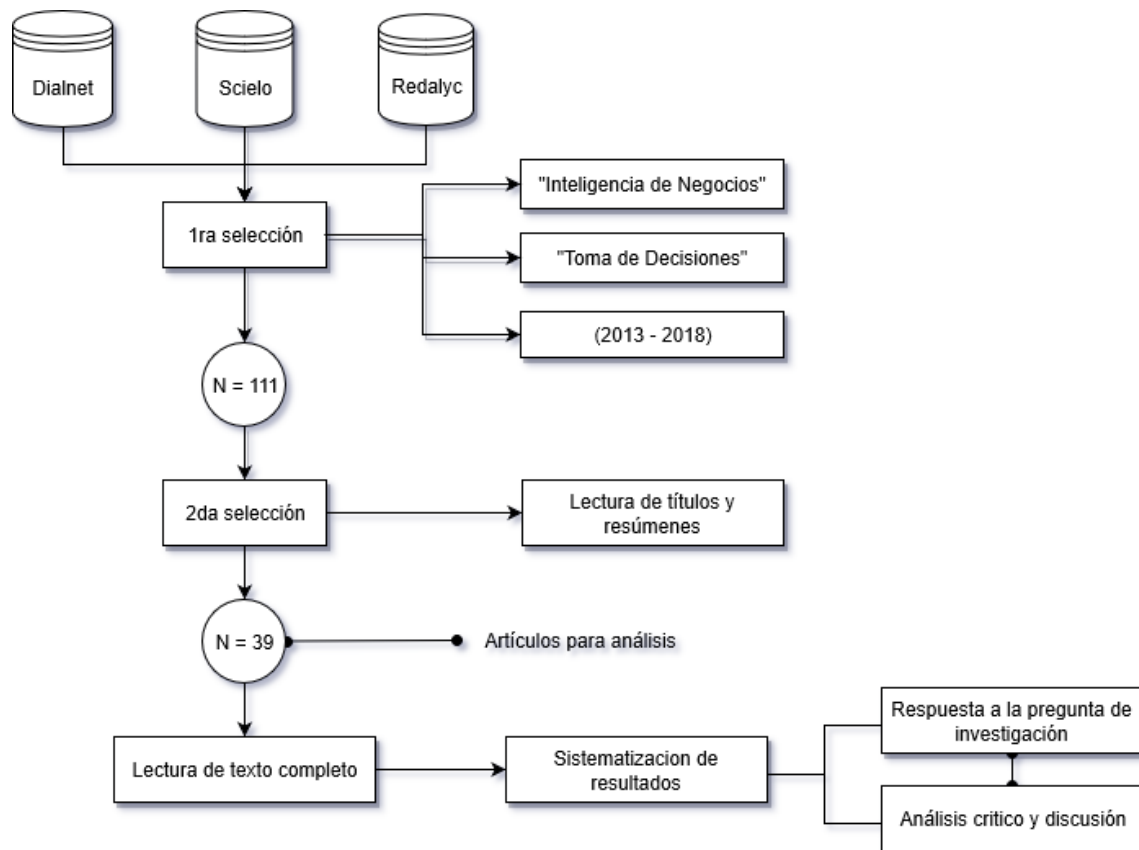 Dialnet
Scielo
Redalyc
"Inteligencia de Negocios"
1ra selección
"Toma de Decisiones"
(2013 - 2018)
N = 111
2da selección
Lectura de títulos y
resúmenes
N = 39
Artículos para análisis
Lectura de texto completo
Sistematizacion de
resultados
Respuesta a la pregunta de
investigación
Análisis critico y discusión